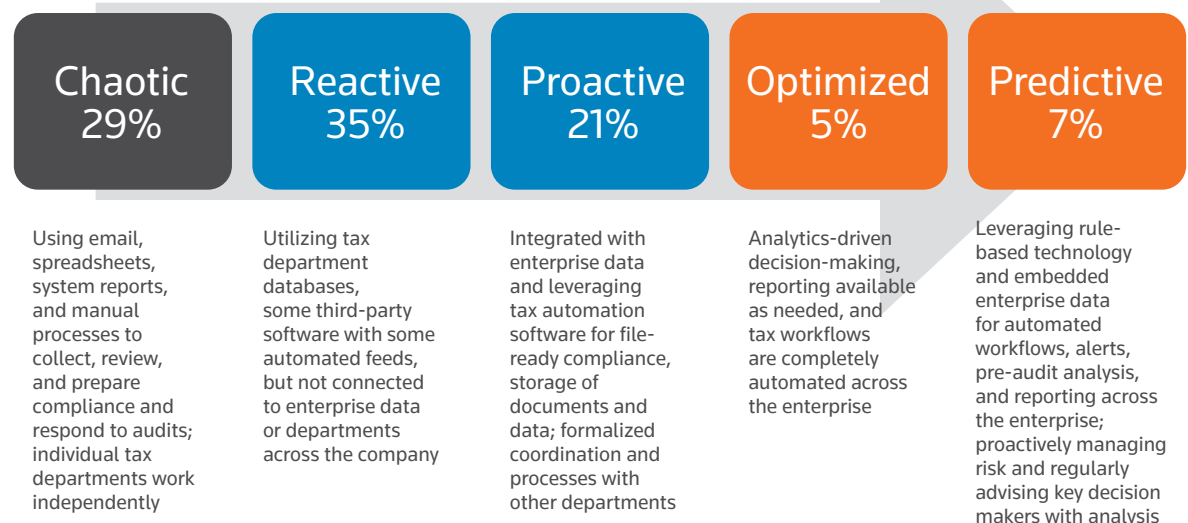 Chaotic
29%
Reactive
35%
Proactive
21%
Optimized
5%
Predictive
7%
Using email,
spreadsheets,
system reports,
and manual
processes to
collect, review,
and prepare
compliance and
respond to audits;
individual tax
departments work
independently
Utilizing tax
department
databases,
some third-party
software with some
automated feeds,
but not connected
to enterprise data
or departments
across the company
Integrated with
enterprise data
and leveraging
tax automation
software for file-
ready compliance,
storage of
documents and
data; formalized
coordination and
processes with
other departments
Analytics-driven
decision-making,
reporting available
as needed, and
tax workflows
are completely
automated across
the enterprise
Leveraging rule-
based technology
and embedded
enterprise data
for automated
workflows, alerts,
pre-audit analysis,
and reporting across
the enterprise;
proactively managing
risk and regularly
advising key decision
makers with analysis